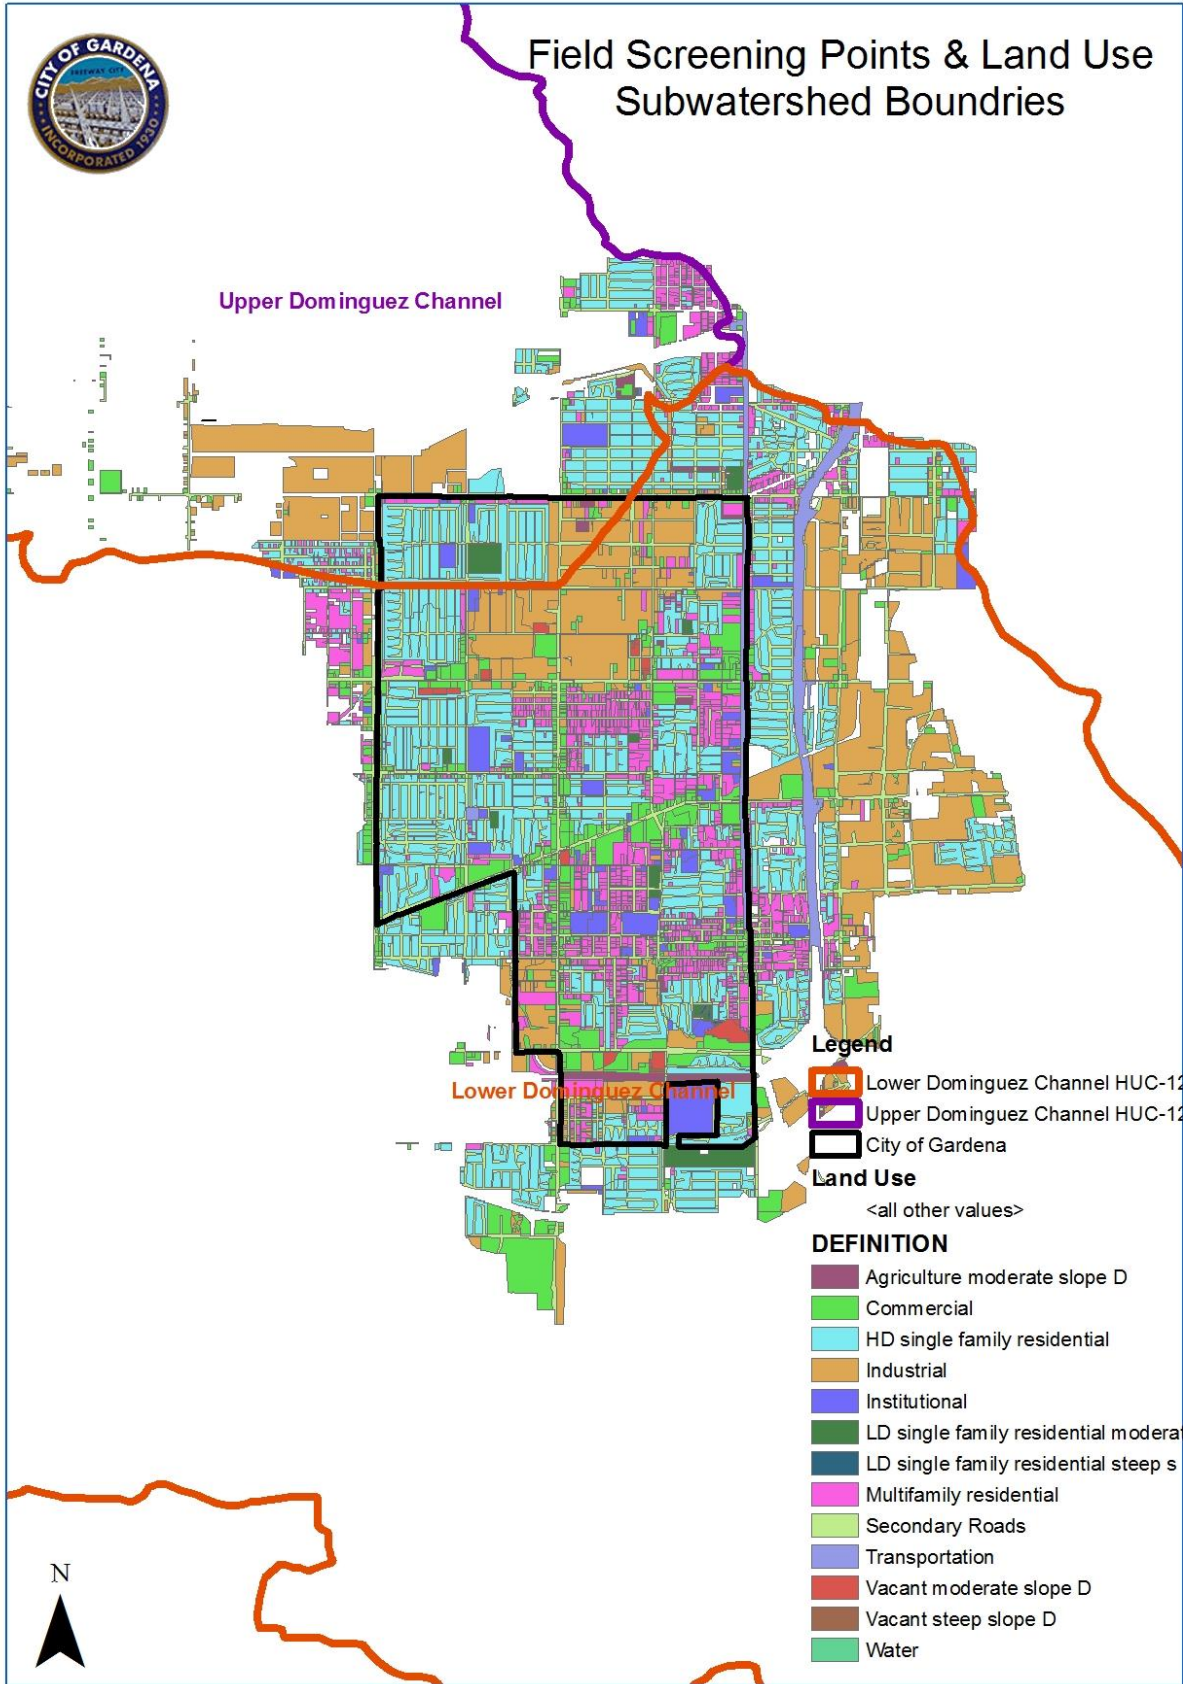 CITY OF GARDENA
FREEWAY CITY
INCORPORATED 1930
Field Screening Points & Land Use
Subwatershed Boundries
Upper Dominguez Channel
Lower Dominguez Channel
Legend
Lower Dominguez Channel HUC-12
Upper Dominguez Channel HUC-12
City of Gardena
Land Use
<all other values>
DEFINITION
Agriculture moderate slope D
Commercial
HD single family residential
Industrial
Institutional
LD single family residential moderat
LD single family residential steep s
Multifamily residential
Secondary Roads
Transportation
Vacant moderate slope D
Vacant steep slope D
Water
N